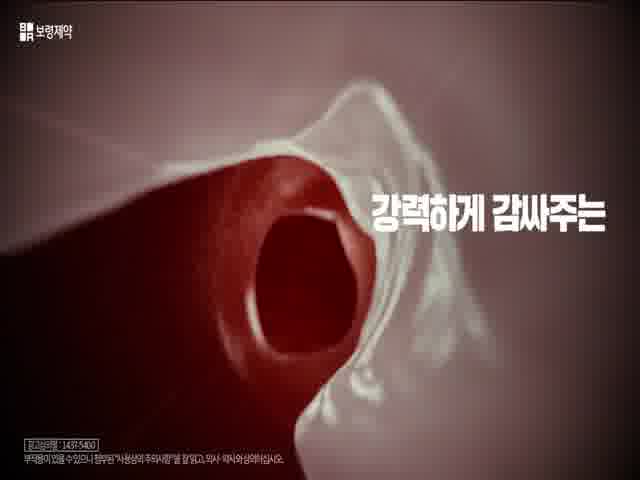 보령제약
강력하게 감싸주는
광고심의필 : 1437-5400
부작용이 있을 수 있으니 첨부된 "사용상의 주의사항"을 잘 읽고, 의사·약사와 상의하십시오.